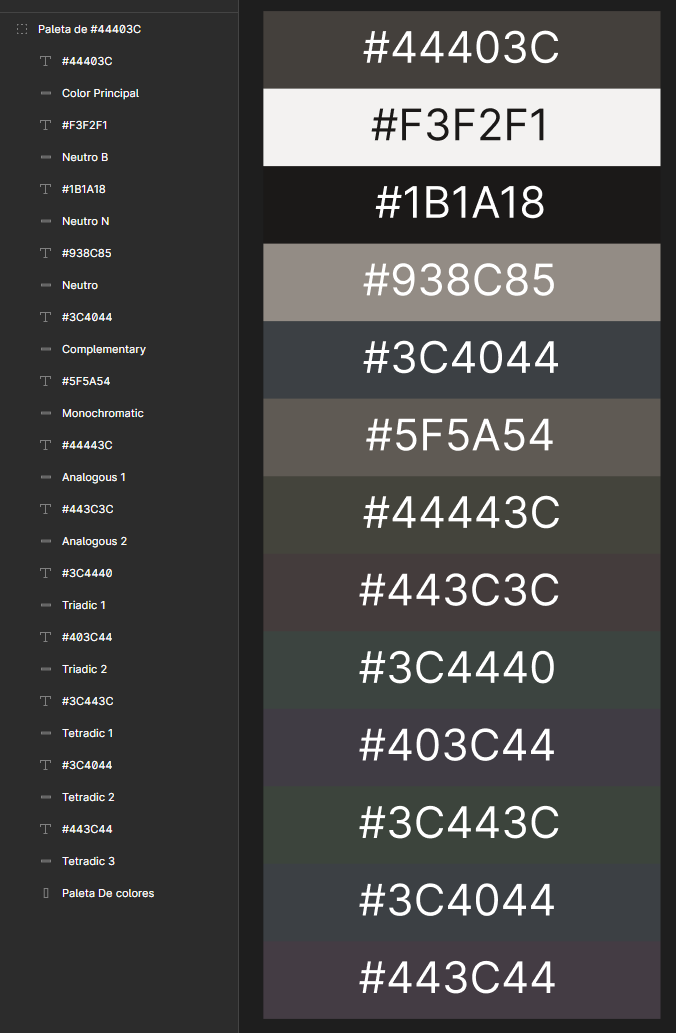 Paleta de #44403C
#44403C
Color Principal
#F3F2F1
Neutro B
#1B1A18
Neutro N
#938C85
Neutro
#3C4044
Complementary
#5F5A54
Monochromatic
#44443C
Analogous 1
#443C3C
Analogous 2
#3C4440
Triadic 1
#403C44
Triadic 2
#3C443C
Tetradic 1
#3C4044
Tetradic 2
#443C44
Tetradic 3
Paleta De colores
#44403C
#F3F2F1
#1B1A18
#938C85
#3C4044
#5F5A54
#44443C
#443C3C
#3C4440
#403C44
#3C443C
#3C4044
#443C44